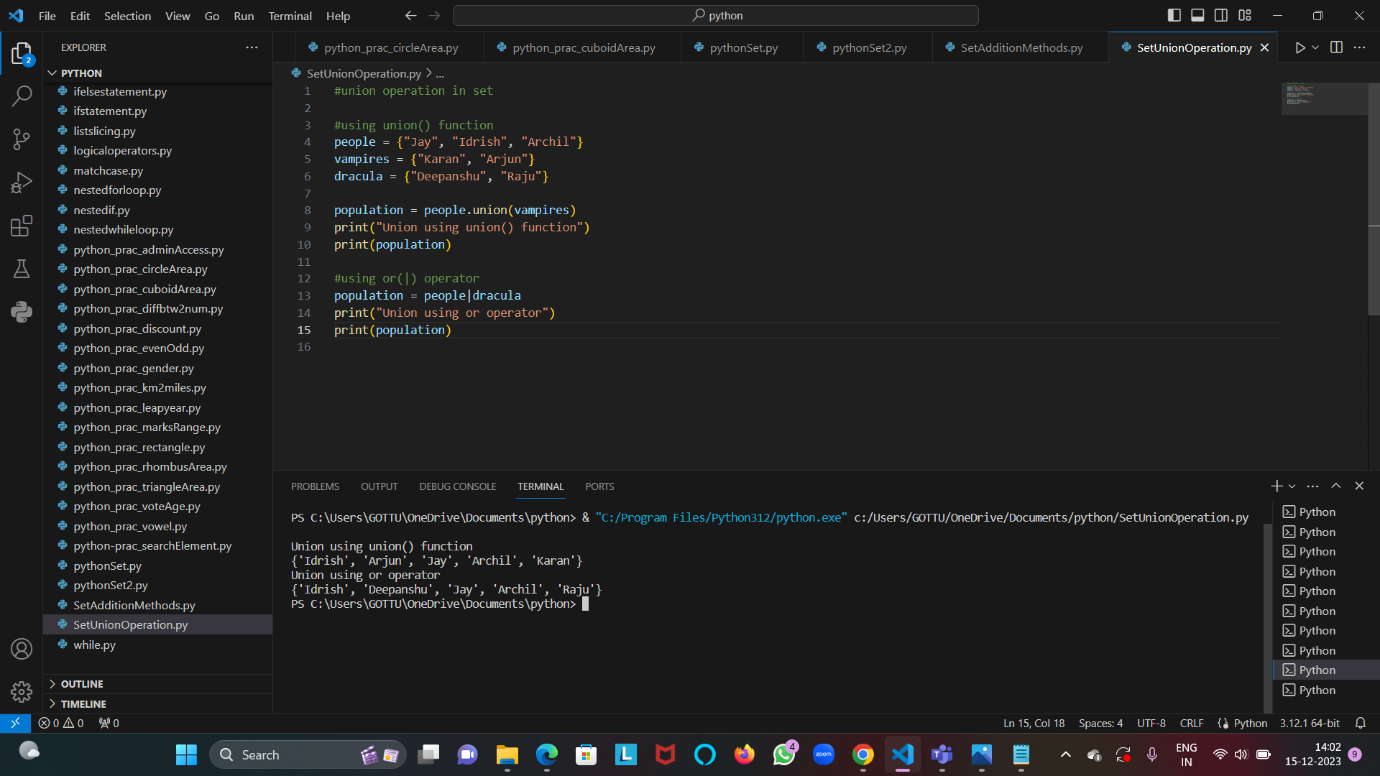 File Edit Selection View Go Run Terminal Help
python
EXPLORER
PYTHON
ifelsestatement.py
ifstatement.py
listslicing.py
logicaloperators.py
matchcase.py
nestedforloop.py
nestedif.py
nestedwhileloop.py
python_prac_adminAccess.py
python_prac_circleArea.py
python_prac_cuboidArea.py
python_prac_diffbtw2num.py
python_prac_discount.py
python_prac_evenOdd.py
python_prac_gender.py
python_prac_km2miles.py
python_prac_leapyear.py
python_prac_marksRange.py
python_prac_rectangle.py
python_prac_rhombusArea.py
python_prac_triangleArea.py
python_prac_voteAge.py
python_prac_vowel.py
python-prac_searchElement.py
pythonSet.py
pythonSet2.py
SetAdditionMethods.py
SetUnionOperation.py
while.py
OUTLINE
TIMELINE
2
python_prac_circleArea.py python_prac_cuboidArea.py pythonSet.py pythonSet2.py SetAdditionMethods.py SetUnionOperation.py
SetUnionOperation.py > ...
1 #union operation in set
2
3 #using union() function
4 people = {"Jay", "Idrish", "Archil"}
5 vampires = {"Karan", "Arjun"}
6 dracula = {"Deepanshu", "Raju"}
7
8 population = people.union(vampires)
9 print("Union using union() function")
10 print(population)
11
12 #using or(|) operator
13 population = people|dracula
14 print("Union using or operator")
15 print(population)
16
PROBLEMS OUTPUT DEBUG CONSOLE TERMINAL PORTS
PS C:\Users\GOTTU\OneDrive\Documents\python> & "C:/Program Files/Python312/python.exe" c:/Users/GOTTU/OneDrive/Documents/python/SetUnionOperation.py
Union using union() function
{'Idrish', 'Arjun', 'Jay', 'Archil', 'Karan'}
Union using or operator
{'Idrish', 'Deepanshu', 'Jay', 'Archil', 'Raju'}
PS C:\Users\GOTTU\OneDrive\Documents\python>
Python
Python
Python
Python
Python
Python
Python
Python
Python
Python
0 0 0 Ln 15, Col 18 Spaces: 4 UTF-8 CRLF Python 3.12.1 64-bit
Search L 4 zoom ENG IN 14:02 15-12-2023 9